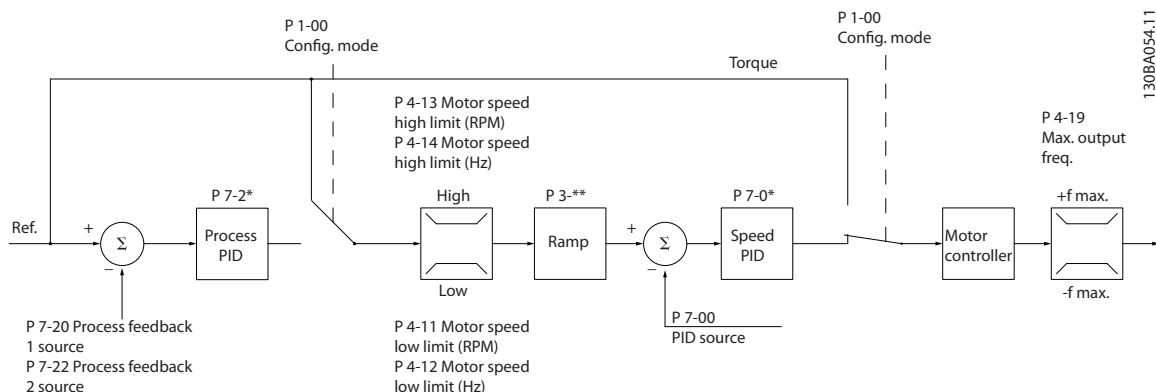 P 1-00
Config. mode
P 1-00
Config. mode
130BA054.11
Torque
P 4-13 Motor speed
high limit (RPM)
P 4-14 Motor speed
high limit (Hz)
P 4-19
Max. output
freq.
P 7-2*
High
P 3-**
P 7-0*
+f max.
Ref.
+
Σ
–
Process
PID
Ramp
+
Σ
–
Speed
PID
Motor
controller
Low
-f max.
P 7-20 Process feedback
1 source
P 7-22 Process feedback
2 source
P 4-11 Motor speed
low limit (RPM)
P 4-12 Motor speed
low limit (Hz)
P 7-00
PID source